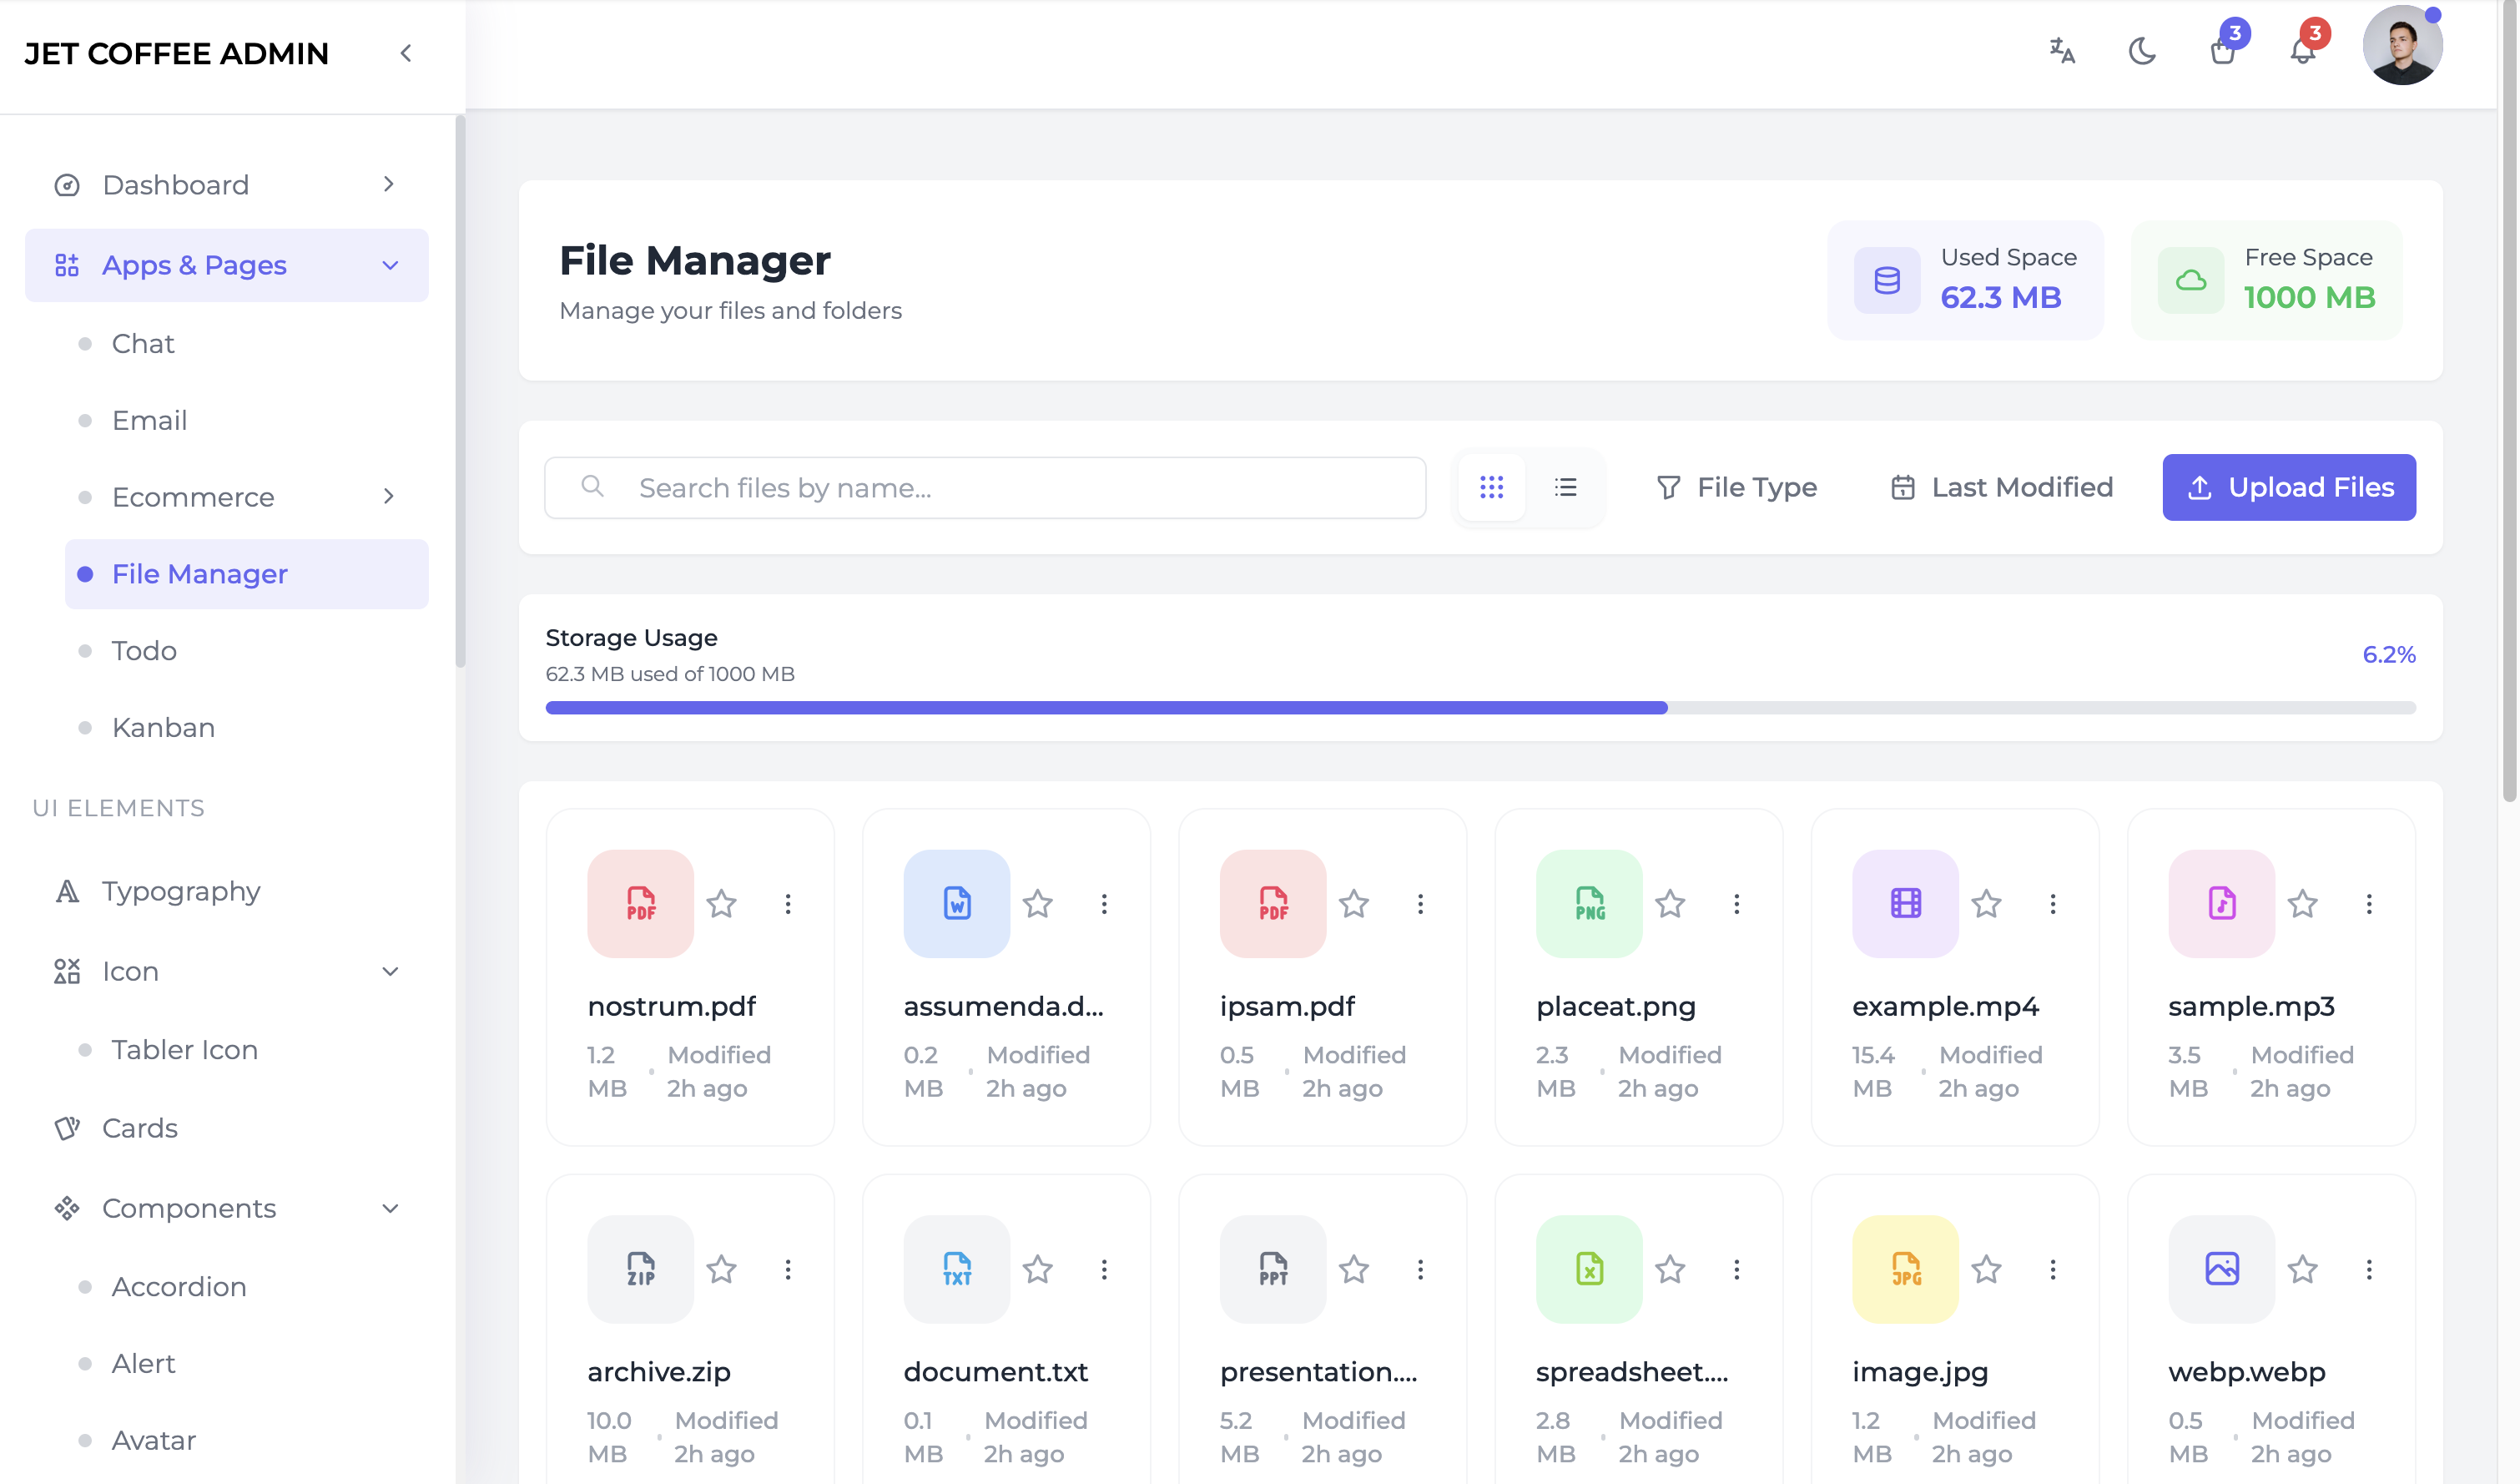 JET COFFEE ADMIN
3
3
Dashboard
Apps & Pages
Chat
Email
Ecommerce
File Manager
Todo
Kanban
UI ELEMENTS
Typography
Icon
Tabler Icon
Cards
Components
Accordion
Alert
Avatar
File Manager
Manage your files and folders
Used Space
62.3 MB
Free Space
1000 MB
Search files by name...
File Type
Last Modified
Upload Files
Storage Usage
62.3 MB used of 1000 MB
6.2%
PDF
nostrum.pdf
1.2 MB
Modified 2h ago
W
assumenda.d...
0.2 MB
Modified 2h ago
PDF
ipsam.pdf
0.5 MB
Modified 2h ago
PNG
placeat.png
2.3 MB
Modified 2h ago
example.mp4
15.4 MB
Modified 2h ago
sample.mp3
3.5 MB
Modified 2h ago
ZIP
archive.zip
10.0 MB
Modified 2h ago
TXT
document.txt
0.1 MB
Modified 2h ago
PPT
presentation....
5.2 MB
Modified 2h ago
X
spreadsheet....
2.8 MB
Modified 2h ago
JPG
image.jpg
1.2 MB
Modified 2h ago
webp.webp
0.5 MB
Modified 2h ago